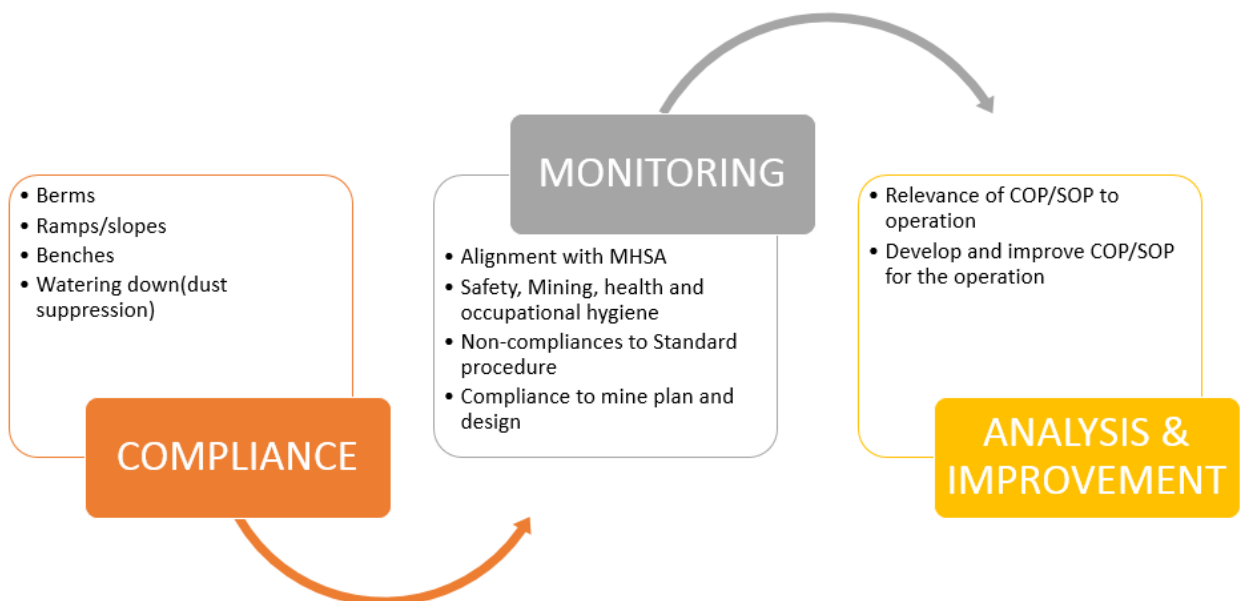 • Berms
• Ramps/slopes
• Benches
• Watering down(dust
suppression)
COMPLIANCE
MONITORING
• Alignment with MHSA
• Safety, Mining, health and
occupational hygiene
• Non-compliances to Standard
procedure
• Compliance to mine plan and
design
• Relevance of COP/SOP to
operation
• Develop and improve COP/SOP
for the operation
ANALYSIS &
IMPROVEMENT